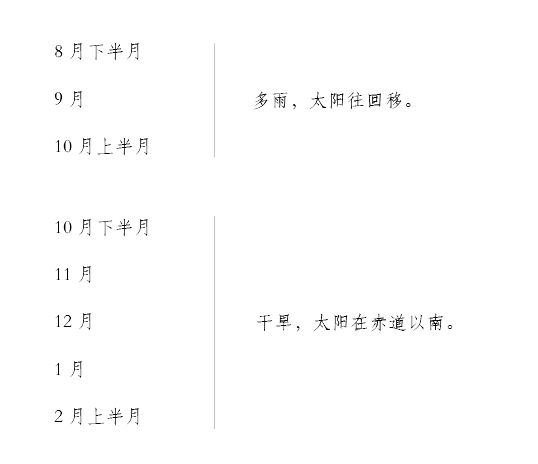 8 月下半月
9 月
多雨，太阳往回移。
10 月上半月
10 月下半月
11 月
12 月
干旱，太阳在赤道以南。
1 月
2 月上半月